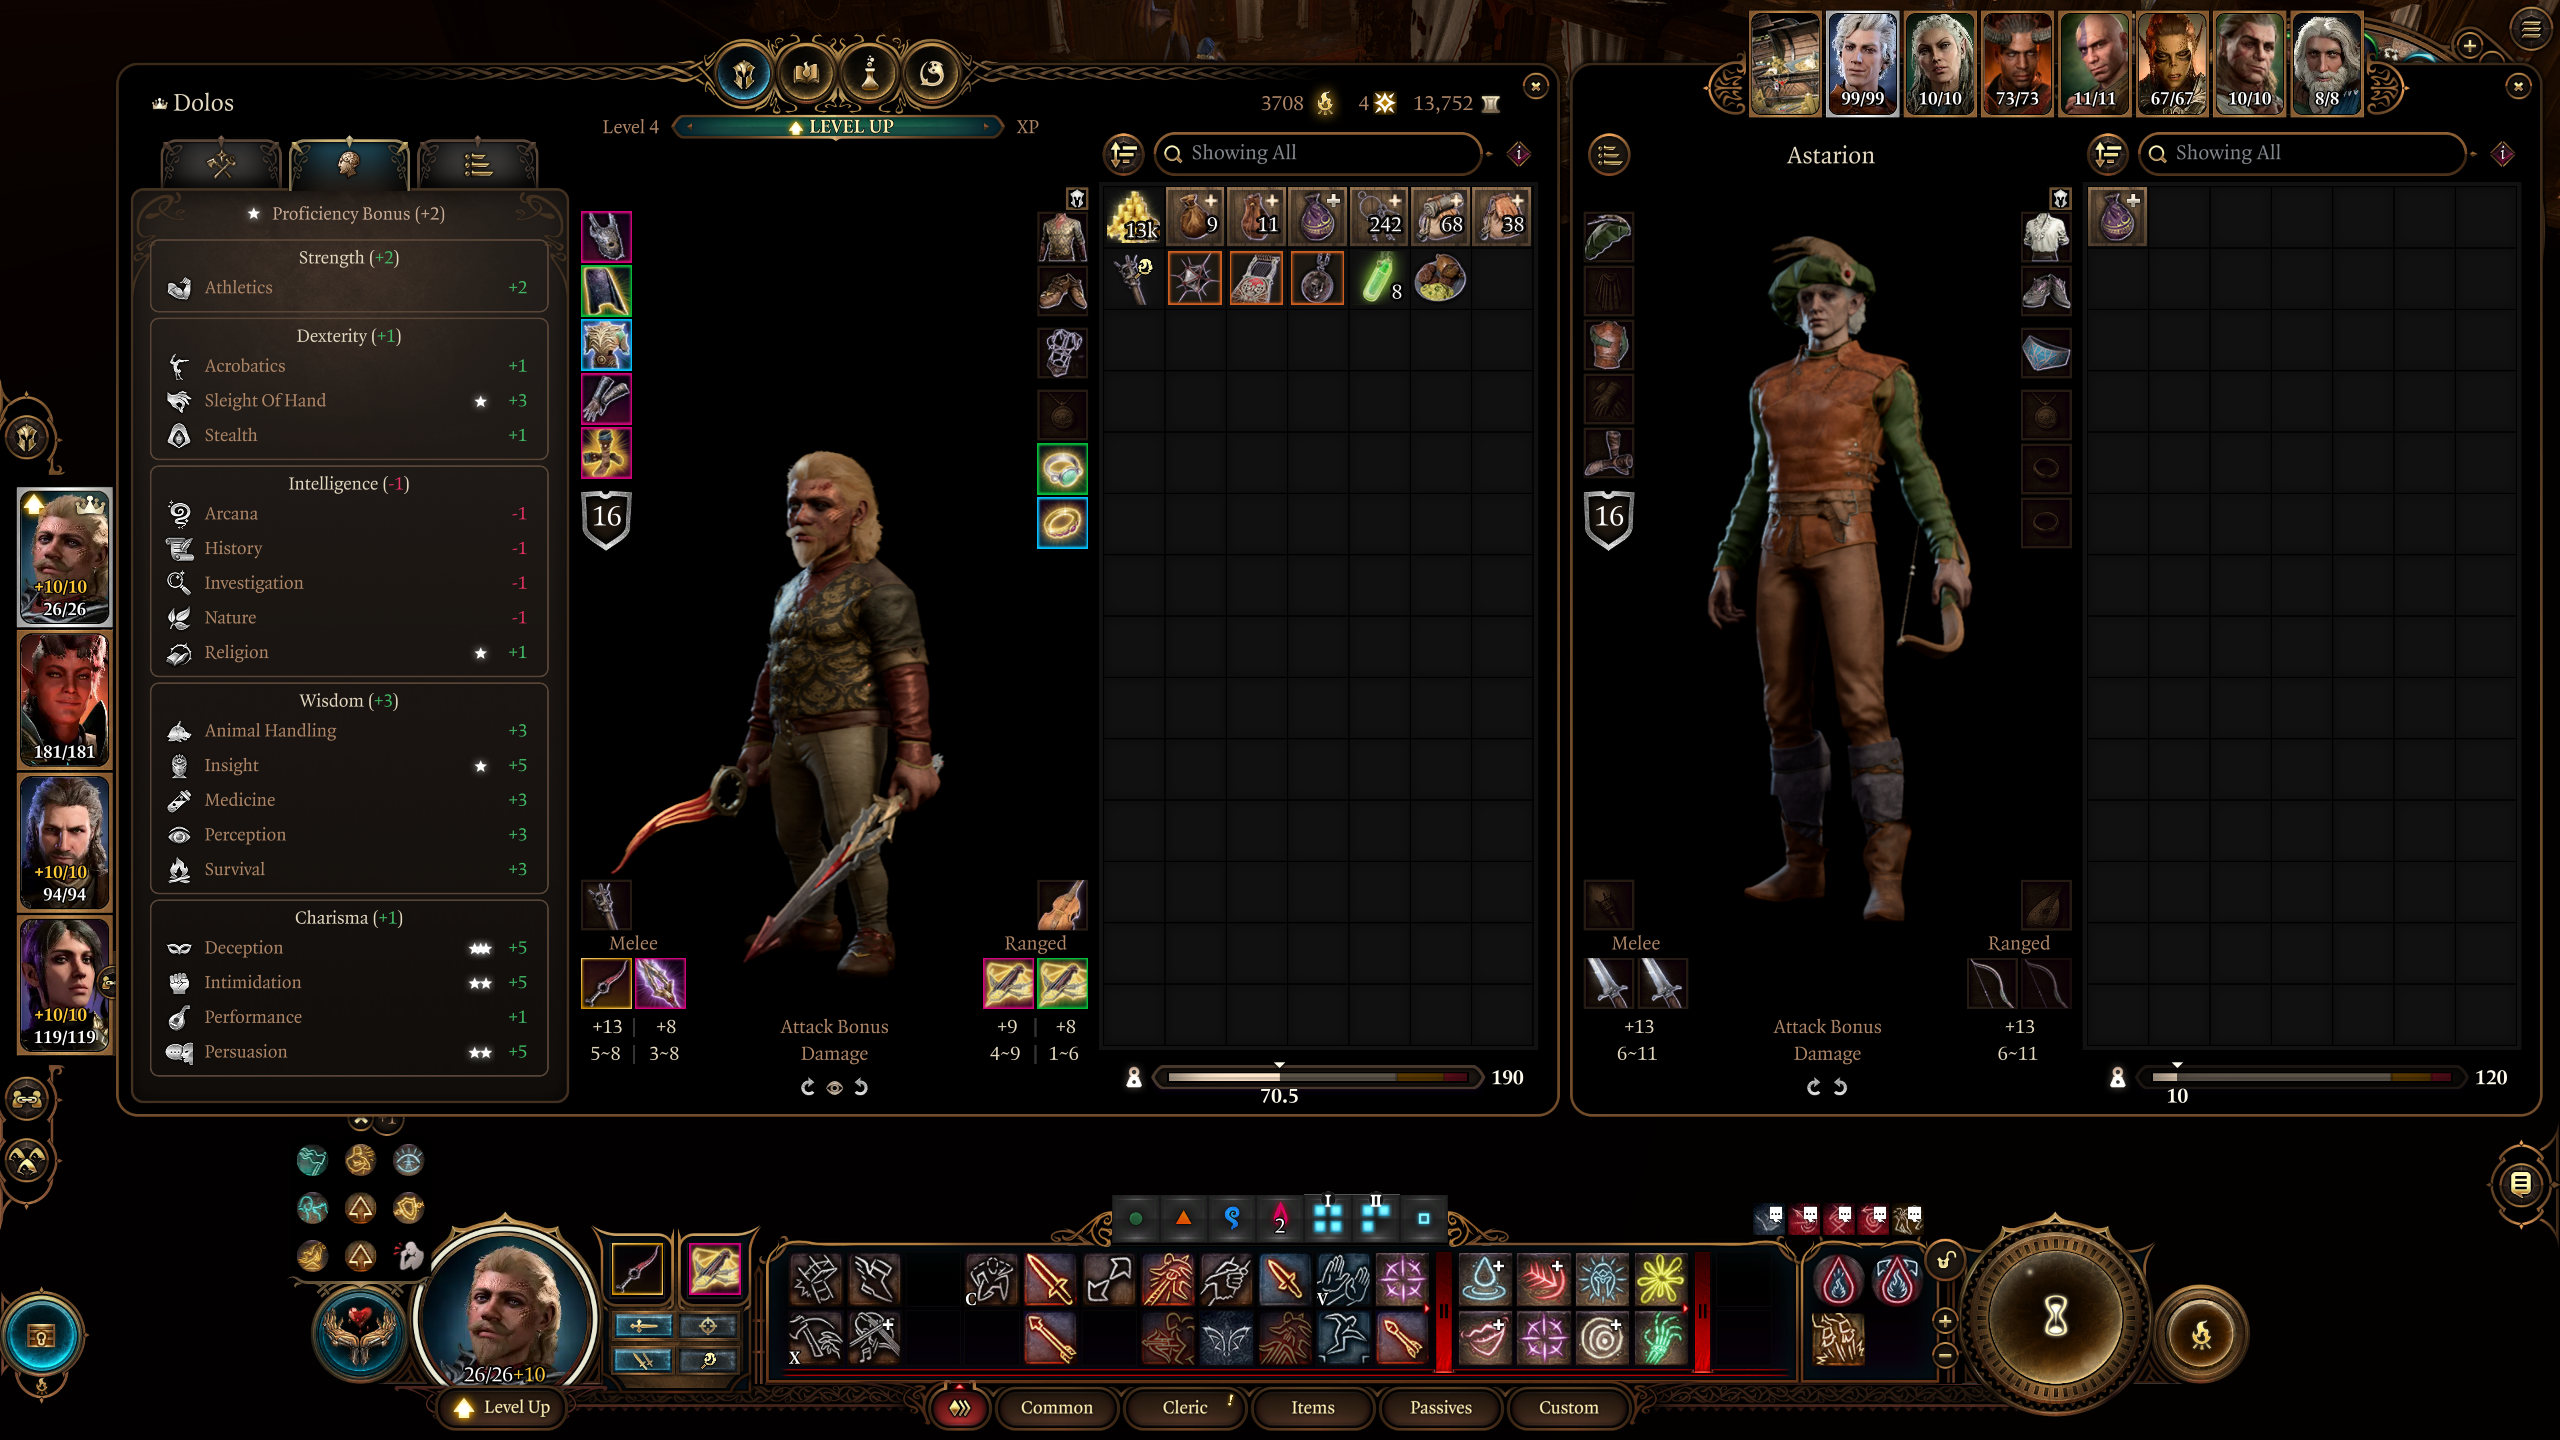 Dolos
Level 4
LEVEL UP
XP
3708
4
13,752
Showing All
Proficiency Bonus (+2)
Strength (+2)
Athletics +2
Dexterity (+1)
Acrobatics +1
Sleight Of Hand +3
Stealth +1
Intelligence (-1)
Arcana -1
History -1
Investigation -1
Nature -1
Religion +1
Wisdom (+3)
Animal Handling +3
Insight +5
Medicine +3
Perception +3
Survival +3
Charisma (+1)
Deception +5
Intimidation +5
Performance +1
Persuasion +5
16
13k
9
11
242
68
38
8
Melee
+13 +8
5~8 3~8
Attack Bonus
Damage
Ranged
+9 +8
4~9 1~6
70.5
190
99/99
10/10
73/73
11/11
67/67
10/10
8/8
Astarion
Showing All
16
Melee
+13
6~11
Attack Bonus
Damage
Ranged
+13
6~11
10
120
+10/10
26/26
181/181
+10/10
94/94
+10/10
119/119
+1
I
II
2
C
V
X
26/26+10
Level Up
Common
Cleric
Items
Passives
Custom